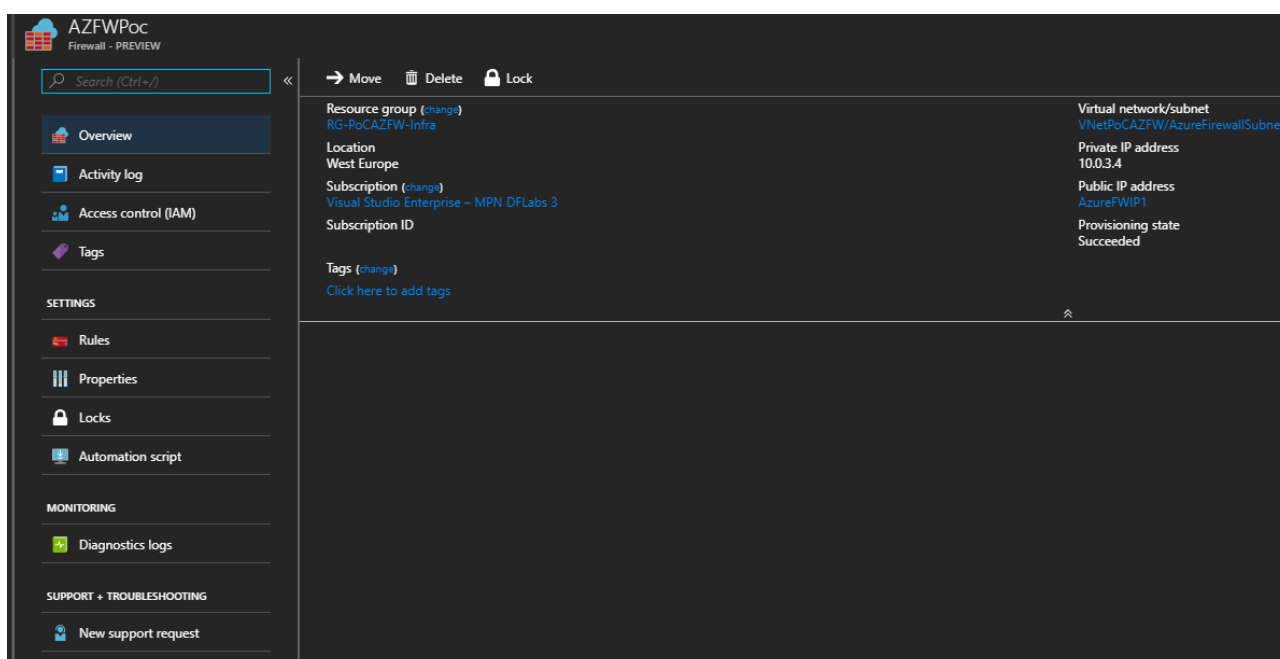 AZFWPoc
Firewall - PREVIEW
Search (Ctrl+/)
«
Overview
Activity log
Access control (IAM)
Tags
SETTINGS
Rules
Properties
Locks
Automation script
MONITORING
Diagnostics logs
SUPPORT + TROUBLESHOOTING
New support request
Move Delete Lock
Resource group (change)
RG-PoCAZFW-Infra
Location
West Europe
Subscription (change)
Visual Studio Enterprise – MPN DFLabs 3
Subscription ID
Tags (change)
Click here to add tags
Virtual network/subnet
VNetPoCAZFW/AzureFirewallSubne
Private IP address
10.0.3.4
Public IP address
AzureFWIP1
Provisioning state
Succeeded